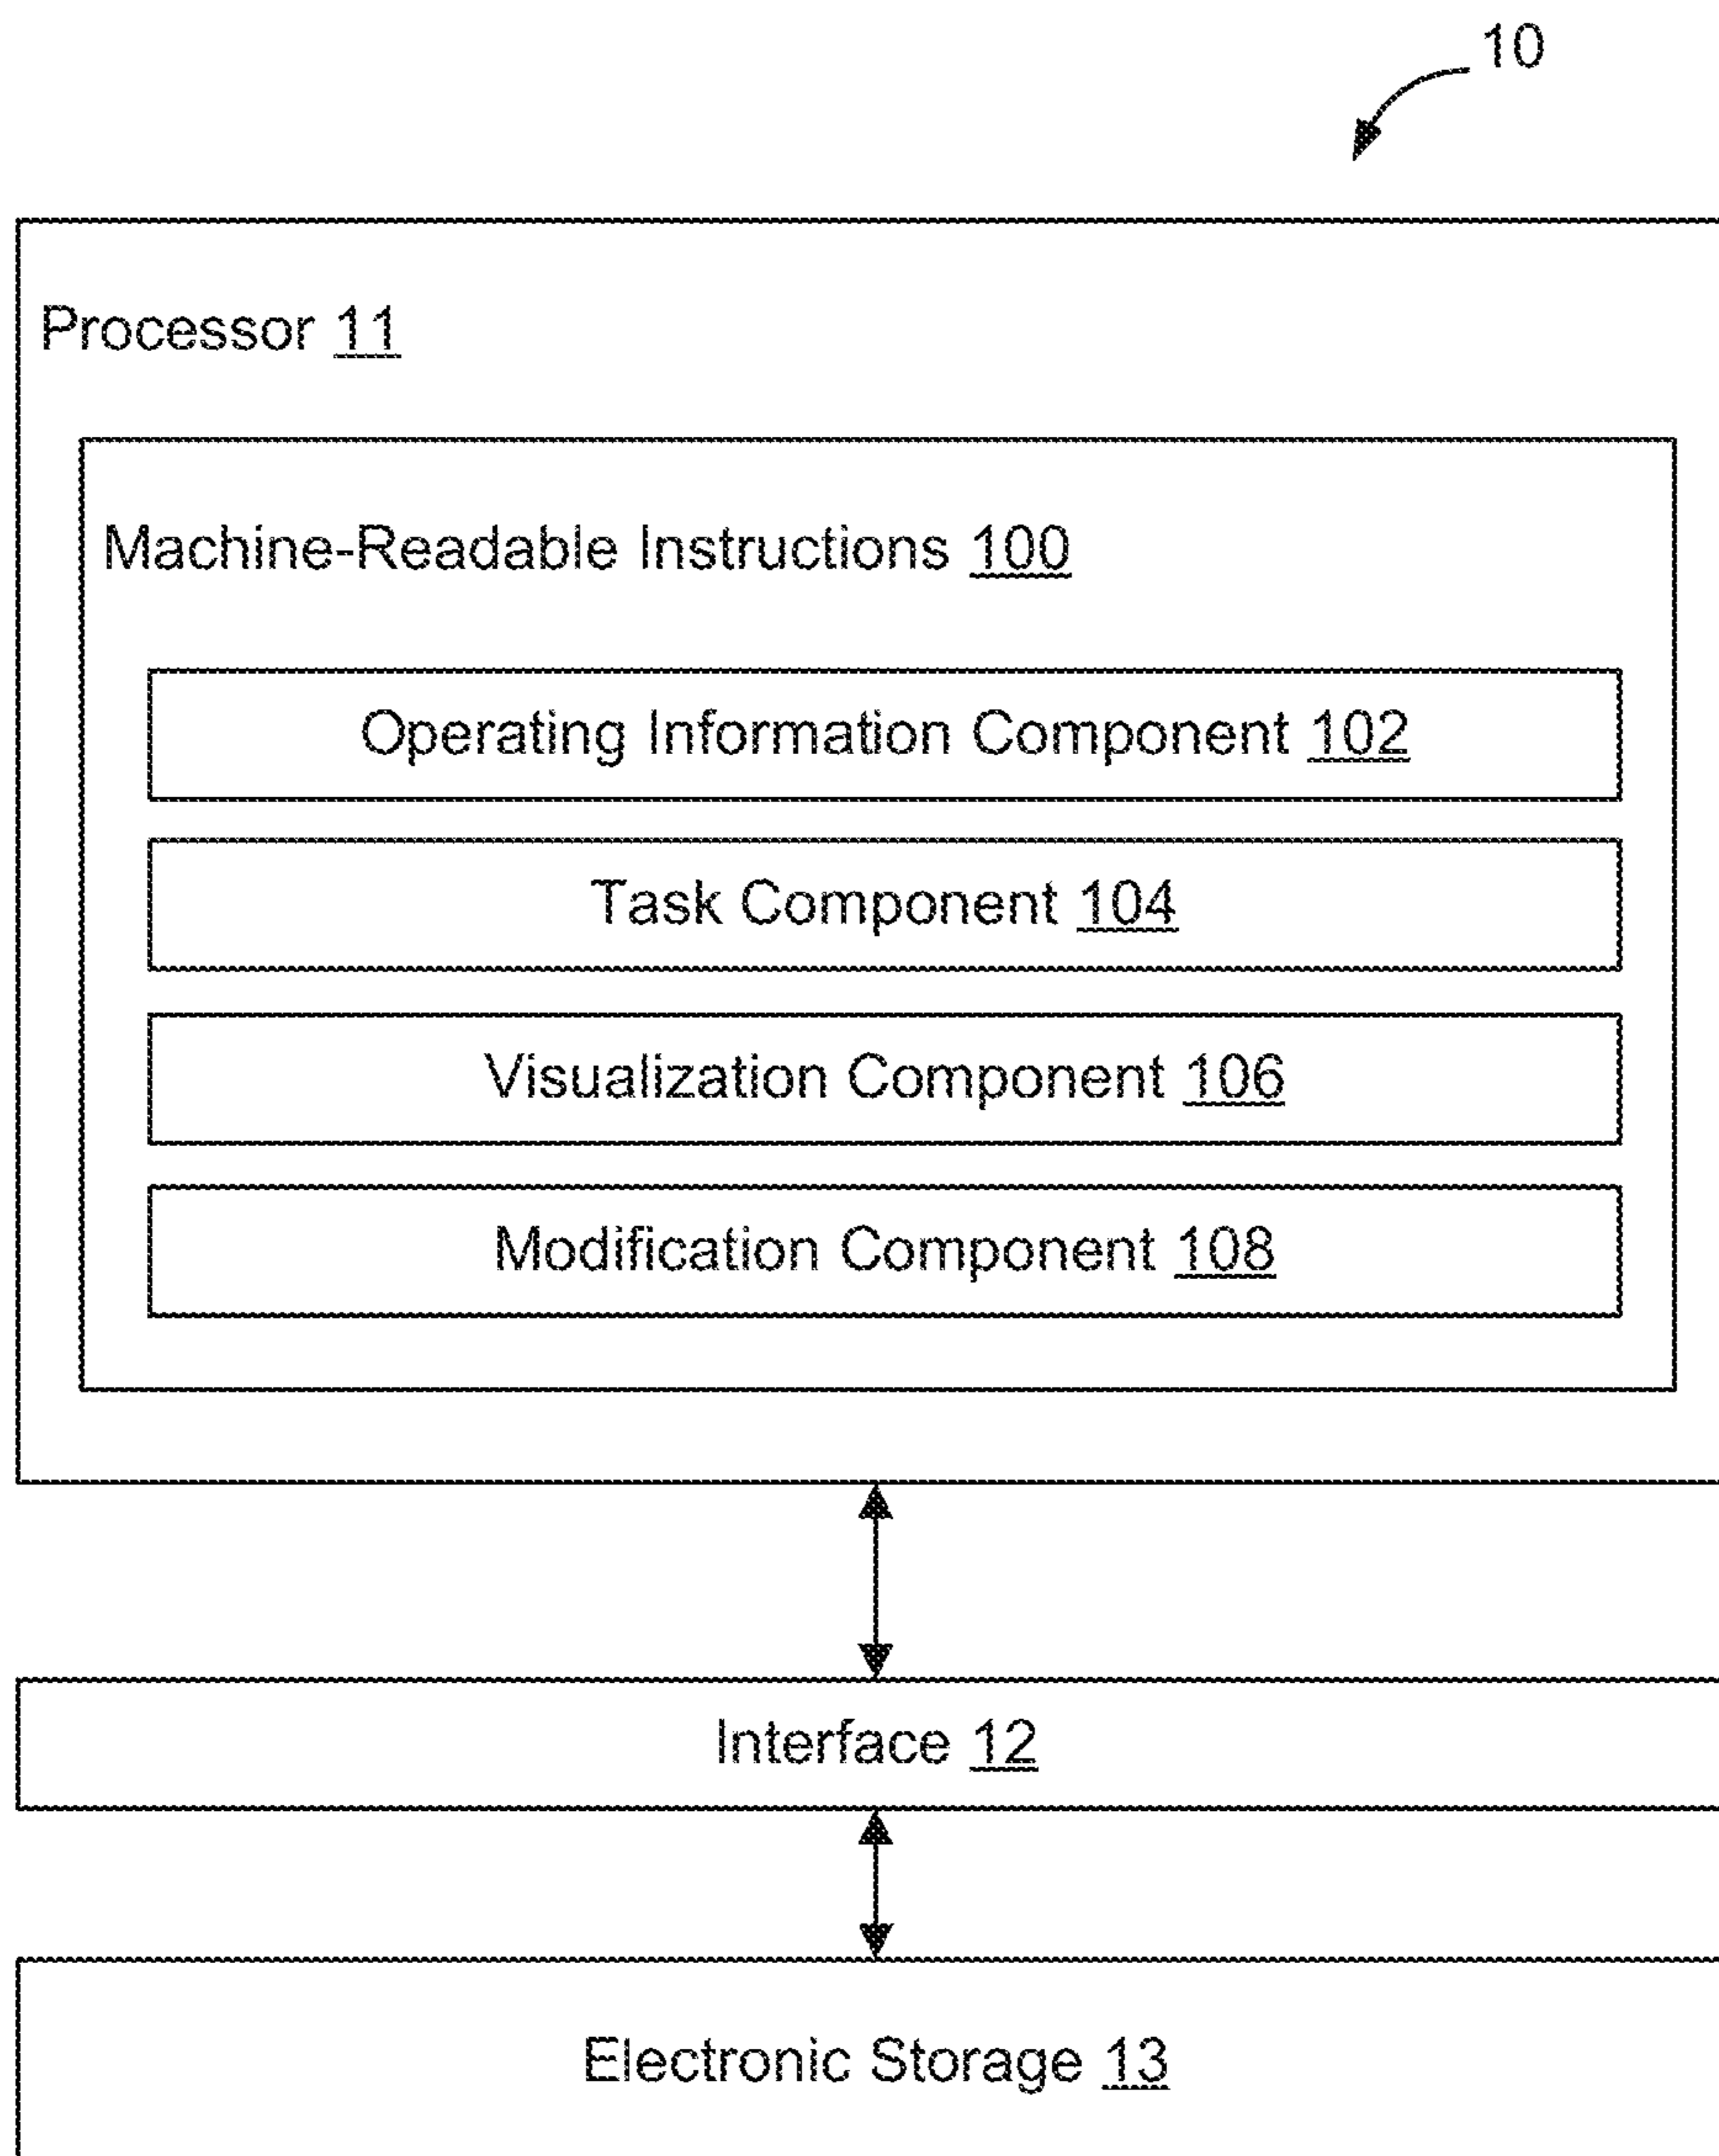 10
Processor 11
Machine-Readable Instructions 100
Operating Information Component 102
Task Component 104
Visualization Component 106
Modification Component 108
Interface 12
Electronic Storage 13